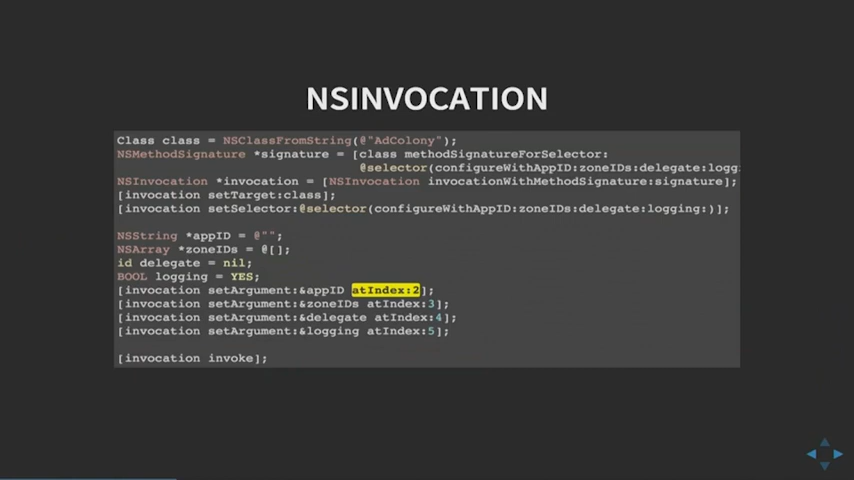 NSINVOCATION
Class class = NSClassFromString(@"AdColony");
NSMethodSignature *signature = [class methodSignatureForSelector:
@selector(configureWithAppID:zoneIDs:delegate:loggi
NSInvocation *invocation = [NSInvocation invocationWithMethodSignature:signature];
[invocation setTarget:class];
[invocation setSelector:@selector(configureWithAppID:zoneIDs:delegate:logging:)];
NSString *appID = @"";
NSArray *zoneIDs = @[];
id delegate = nil;
BOOL logging = YES;
[invocation setArgument:&appID atIndex:2];
[invocation setArgument:&zoneIDs atIndex:3];
[invocation setArgument:&delegate atIndex:4];
[invocation setArgument:&logging atIndex:5];
[invocation invoke];